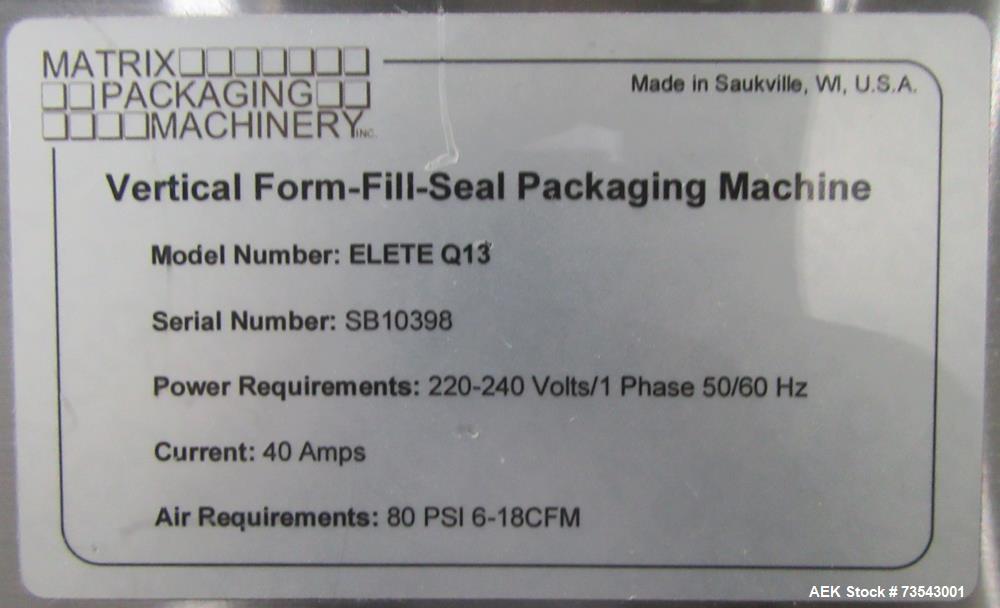 MATRIX
PACKAGING
MACHINERY INC.
Made in Saukville, WI, U.S.A.
Vertical Form-Fill-Seal Packaging Machine
Model Number: ELETE Q13
Serial Number: SB10398
Power Requirements: 220-240 Volts/1 Phase 50/60 Hz
Current: 40 Amps
Air Requirements: 80 PSI 6-18CFM
AEK Stock # 73543001